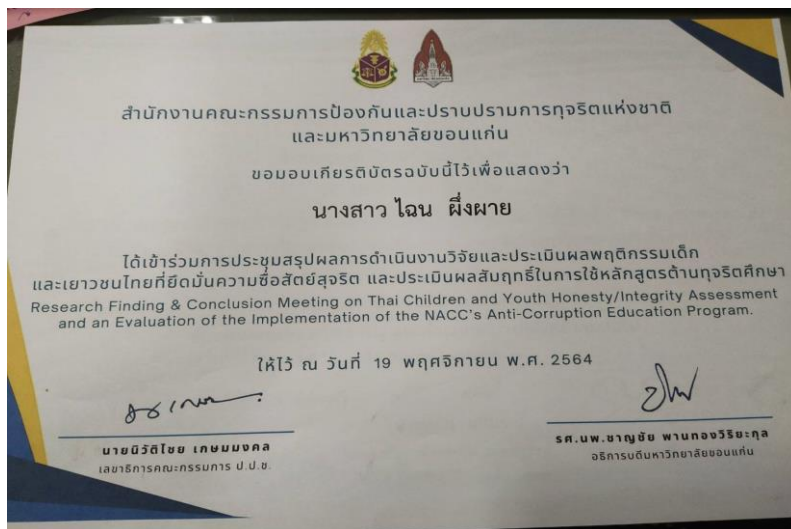 สำนักงานคณะกรรมการป้องกันและปราบปรามการทุจริตแห่งชาติ
และมหาวิทยาลัยขอนแก่น
ขอมอบเกียรติบัตรฉบับนี้ไว้เพื่อแสดงว่า
นางสาว ไฉน ผึ่งผาย
ได้เข้าร่วมการประชุมสรุปผลการดำเนินงานวิจัยและประเมินผลพฤติกรรมเด็ก
และเยาวชนไทยที่ยึดมั่นความซื่อสัตย์สุจริต และประเมินผลสัมฤทธิ์ในการใช้หลักสูตรต้านทุจริตศึกษา
Research Finding & Conclusion Meeting on Thai Children and Youth Honesty/Integrity Assessment
and an Evaluation of the Implementation of the NACC's Anti-Corruption Education Program.
ให้ไว้ ณ วันที่ 19 พฤศจิกายน พ.ศ. 2564
นายนิวัติไชย เกษมมงคล
เลขาธิการคณะกรรมการ ป.ป.ช.
รศ.นพ.ชาญชัย พานทองวิริยะกุล
อธิการบดีมหาวิทยาลัยขอนแก่น